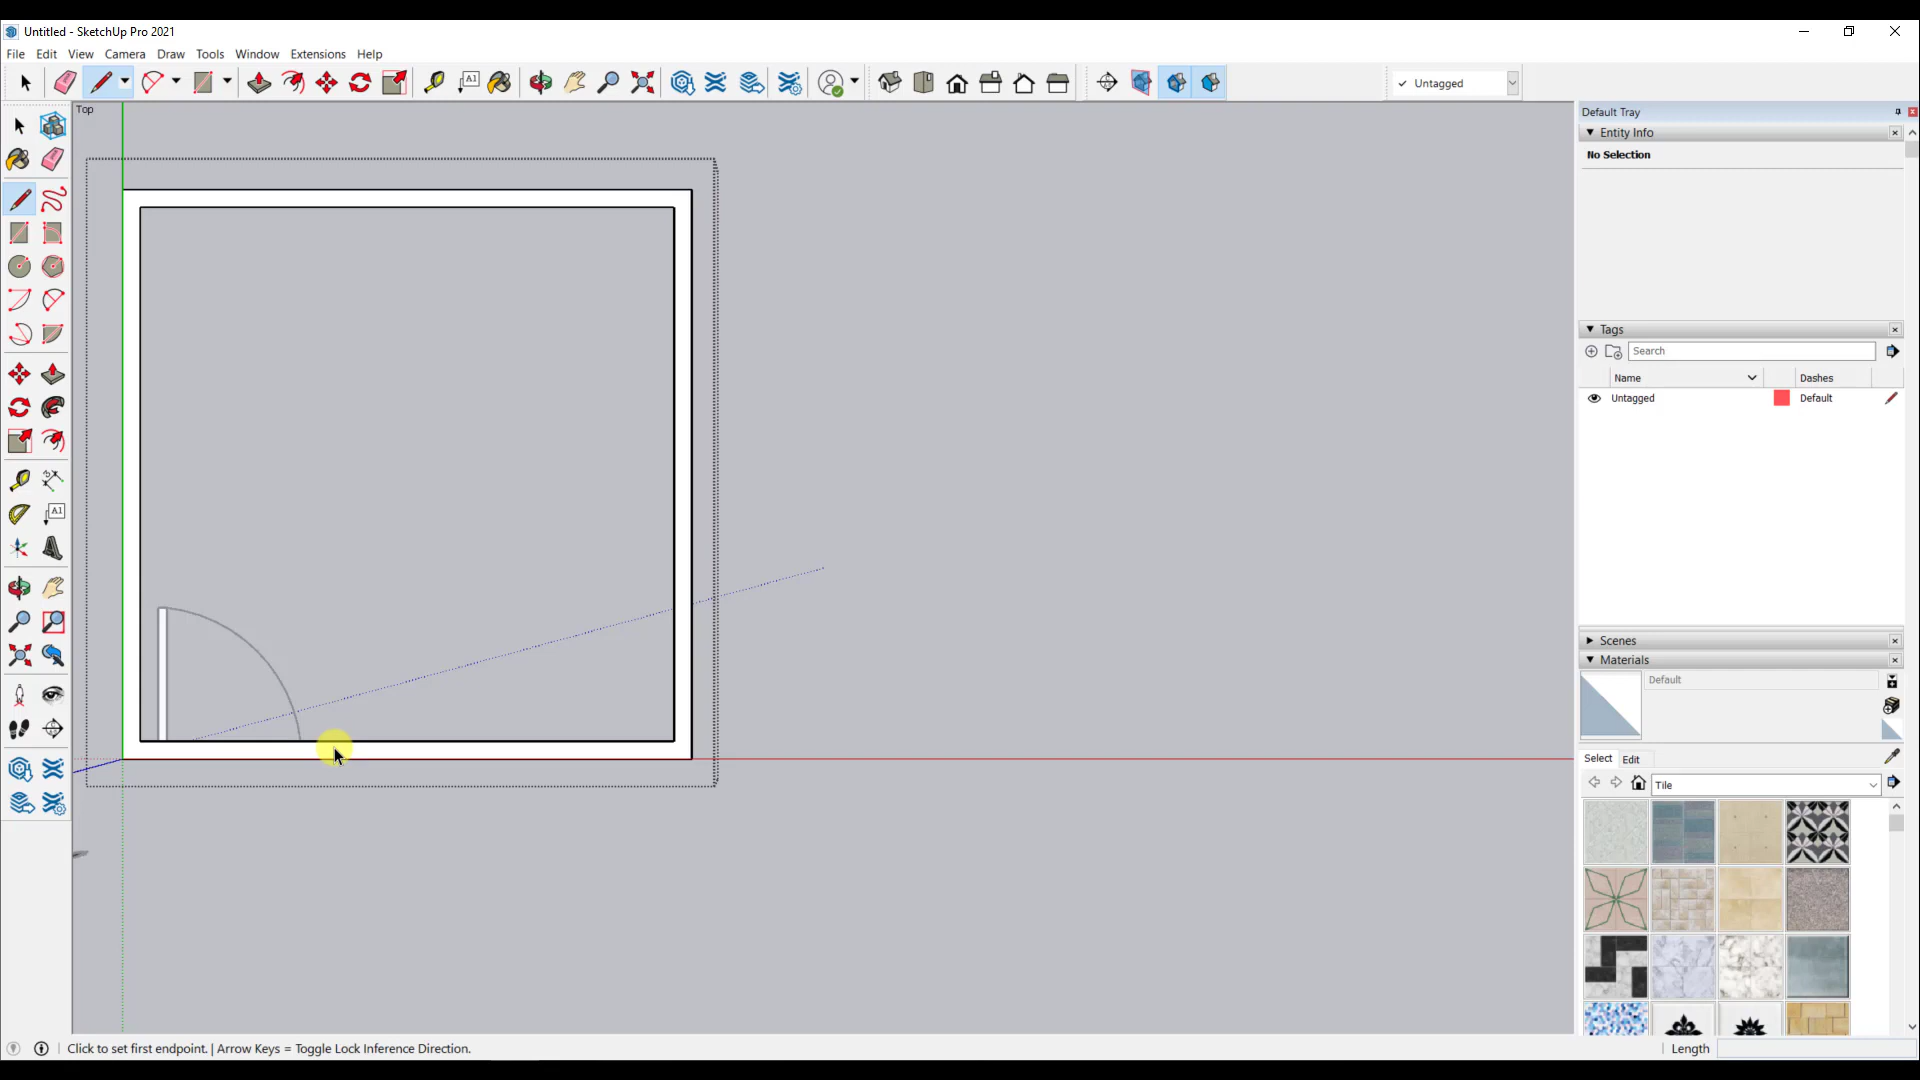 Untitled - SketchUp Pro 2021
File Edit View Camera Draw Tools Window Extensions Help
A1
Untagged
Top
Default Tray
Entity Info
No Selection
A1
Tags
Search
Name Dashes
Untagged Default
Scenes
Materials
Default
Select Edit
Tile
Click to set first endpoint. | Arrow Keys = Toggle Lock Inference Direction.
Length